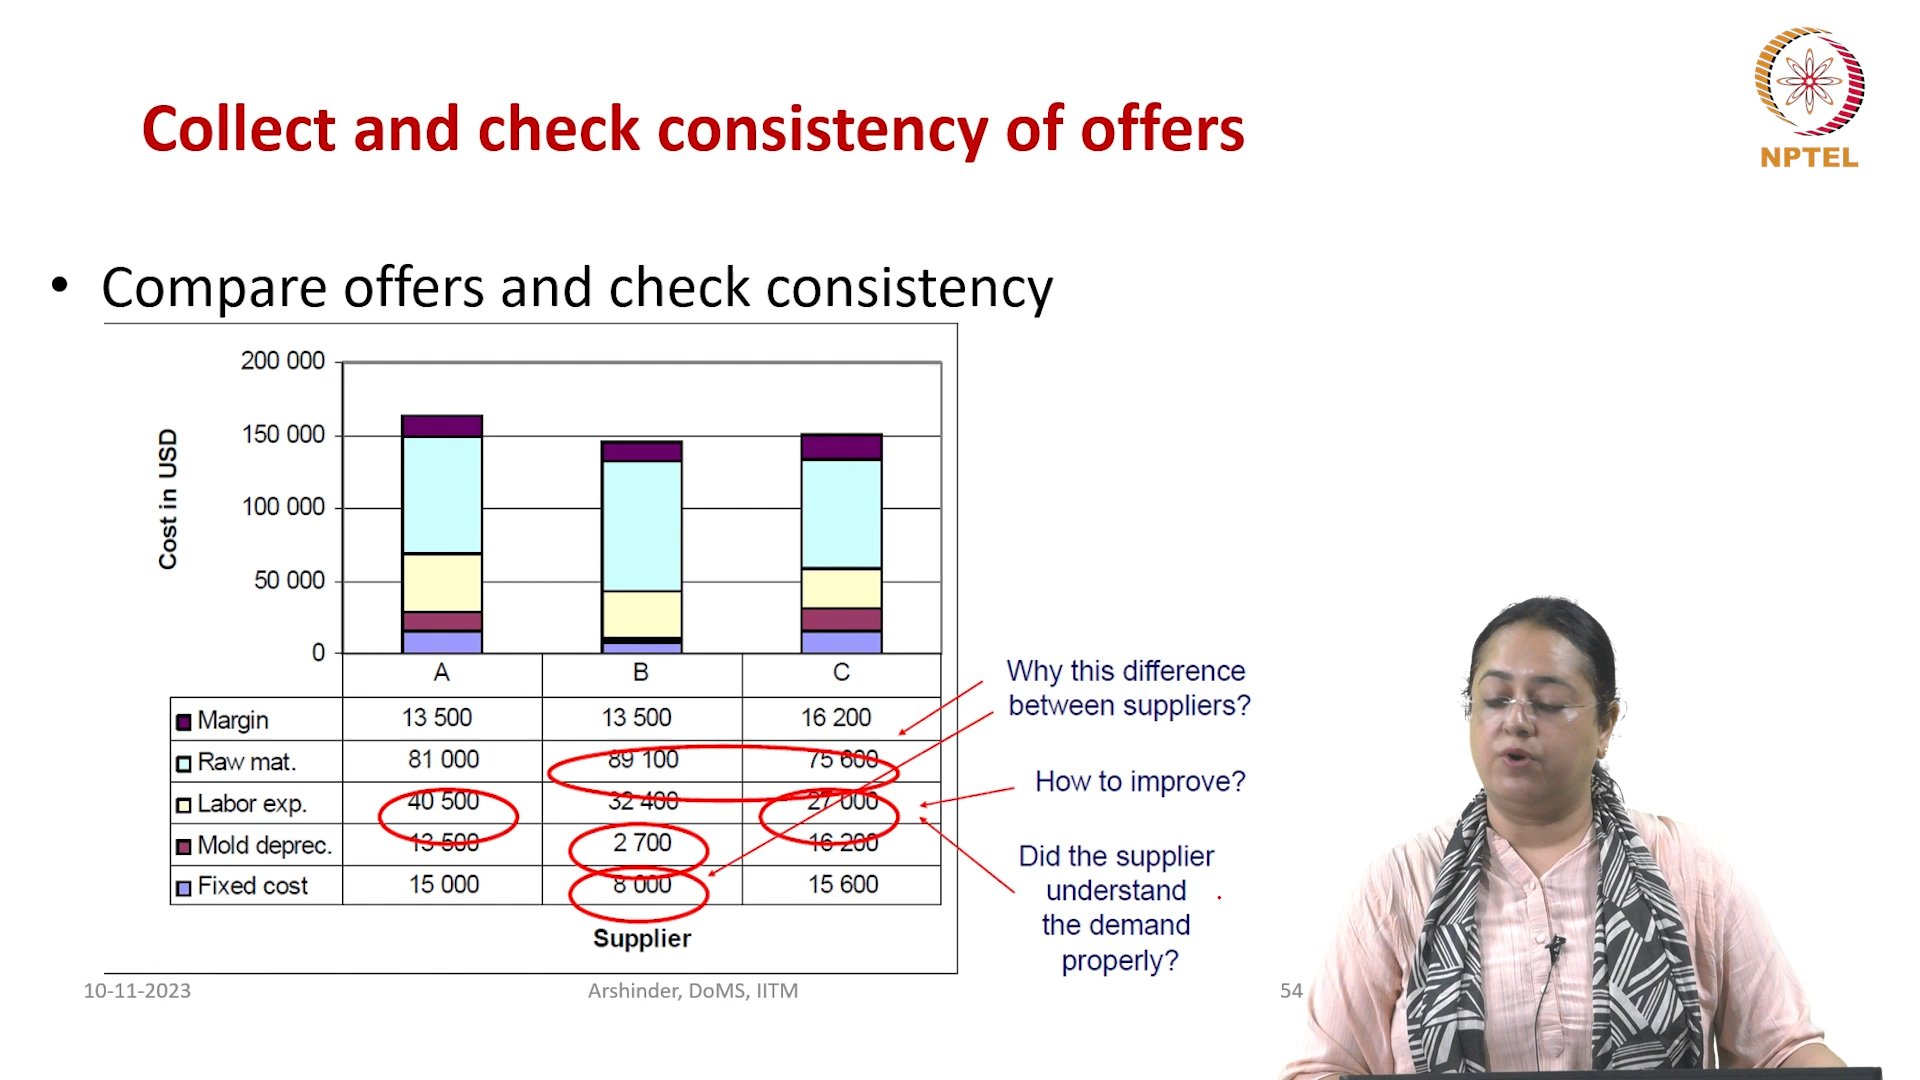 Collect and check consistency of offers
NPTEL
• Compare offers and check consistency
200 000
150 000
100 000
50 000
0
Cost in USD
A B C
Margin 13 500 13 500 16 200
Raw mat. 81 000 89 100 75 600
Labor exp. 40 500 32 400 27 000
Mold deprec. 13 500 2 700 16 200
Fixed cost 15 000 8 000 15 600
Supplier
Why this difference
between suppliers?
How to improve?
Did the supplier
understand
the demand
properly?
10-11-2023
Arshinder, DoMS, IITM
54